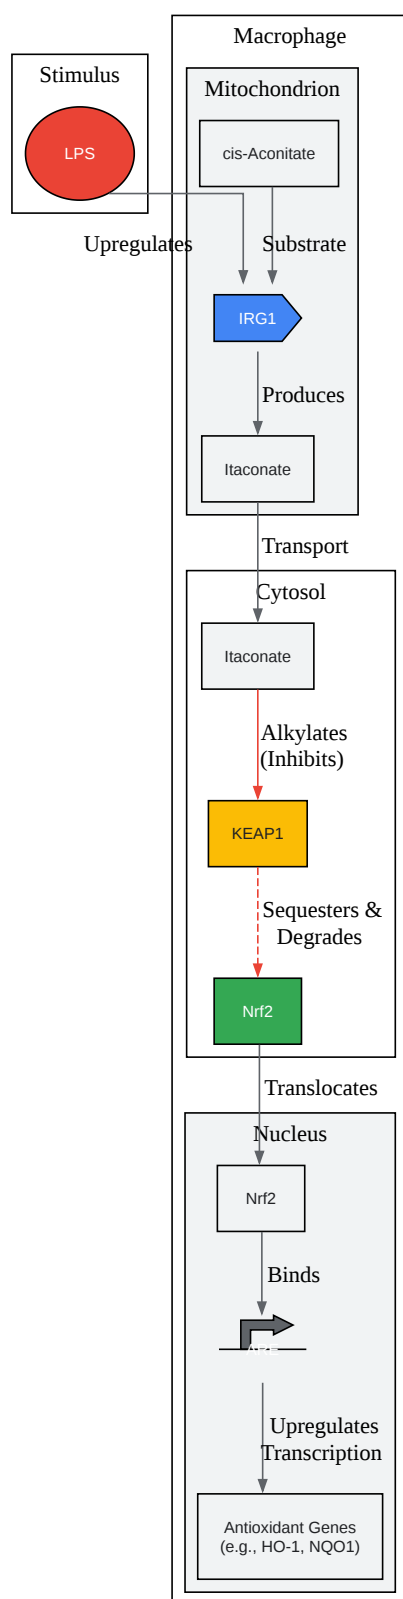 Macrophage
Stimulus
Mitochondrion
LPS
cis-Aconitate
Upregulates
Substrate
IRG1
Produces
Itaconate
Transport
Cytosol
Itaconate
Alkylates
(Inhibits)
KEAP1
Sequesters &
Degrades
Nrf2
Translocates
Nucleus
Nrf2
Binds
ARE
Upregulates
Transcription
Antioxidant Genes
(e.g., HO-1, NQO1)